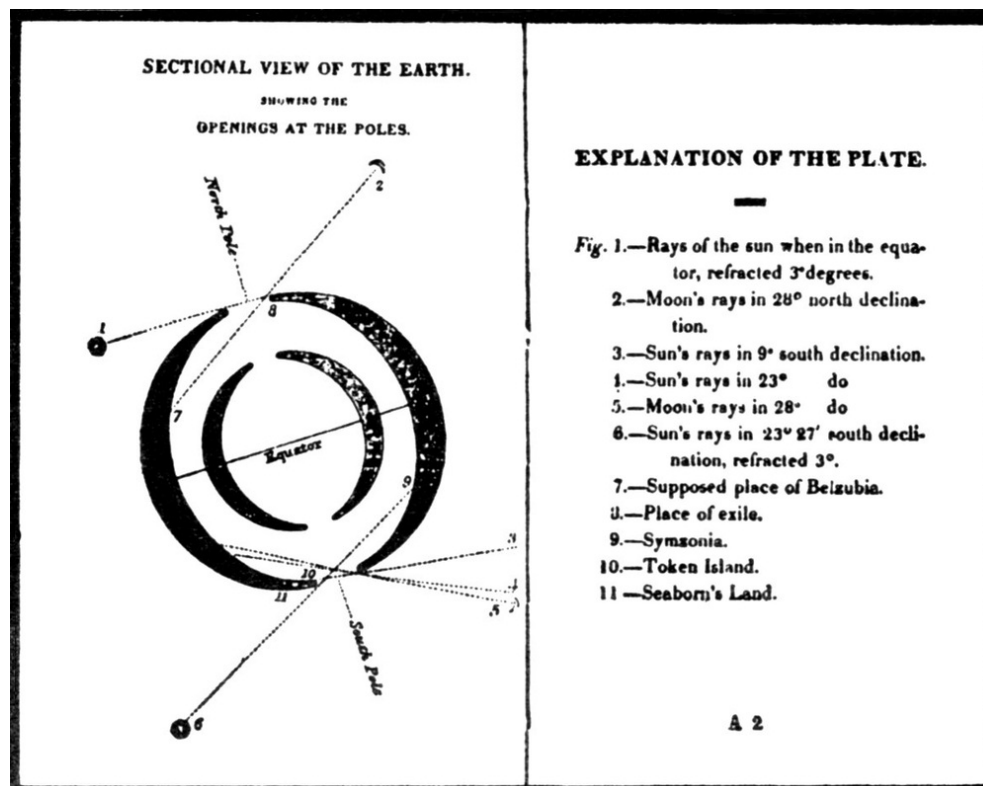 SECTIONAL VIEW OF THE EARTH.
SHOWING THE
OPENINGS AT THE POLES.
2
North Pole
1
8
7
Equator
9
3
10
11
4
5
South Pole
6
EXPLANATION OF THE PLATE.
Fig. 1.—Rays of the sun when in the equa-
tor, refracted 3° degrees.
2.—Moon's rays in 28° north declina-
tion.
3.—Sun's rays in 9° south declination.
4.—Sun's rays in 23° do
5.—Moon's rays in 28° do
6.—Sun's rays in 23° 27′ south decli-
nation, refracted 3°.
7.—Supposed place of Belzubia.
8.—Place of exile.
9.—Symzonia.
10.—Token Island.
11—Seaborn's Land.
A 2